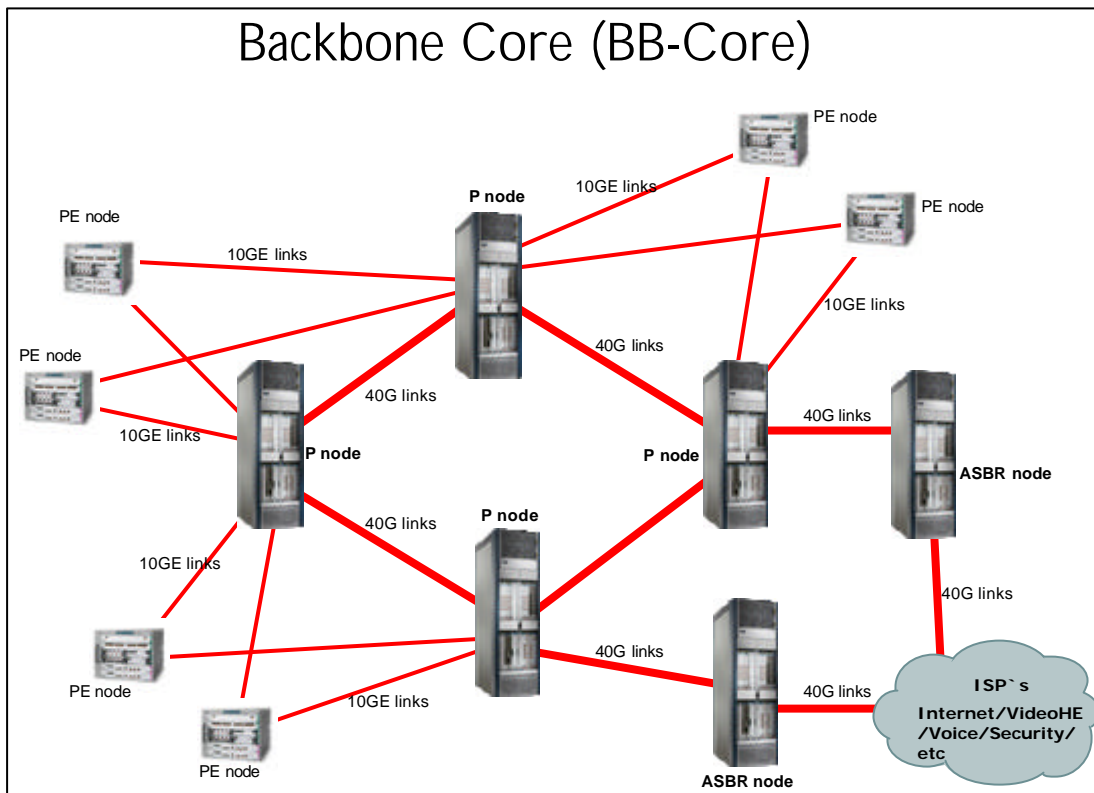 Backbone Core (BB-Core)
PE node
10GE links
P node
PE node
PE node
10GE links
10GE links
PE node
40G links
40G links
40G links
10GE links
P node
P node
ASBR node
P node
40G links
10GE links
40G links
40G links
PE node
10GE links
40G links
ISP`s
Internet/VideoHE
/Voice/Security/
etc
PE node
ASBR node